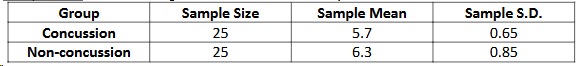 Group Sample Size Sample Mean Sample S.D.
Concussion 25 5.7 0.65
Non-concussion 25 6.3 0.85